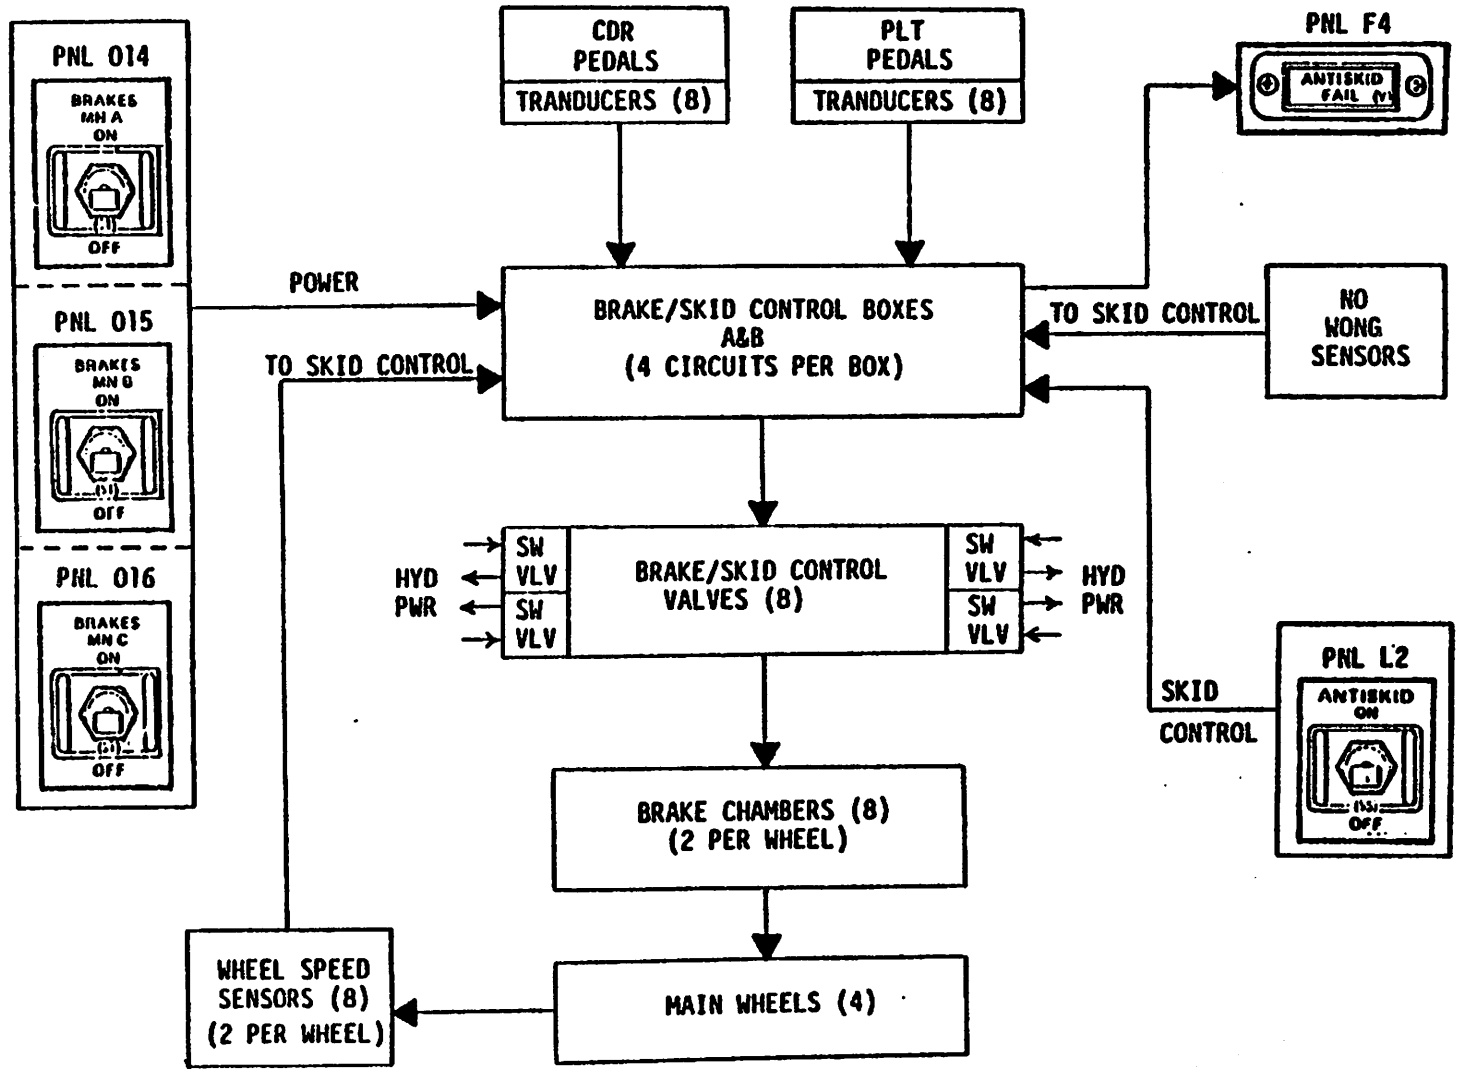 PNL 014
BRAKES
MN A
ON
OFF
PNL 015
BRAKES
MN B
ON
OFF
PNL 016
BRAKES
MN C
ON
OFF
CDR
PEDALS
TRANDUCERS (8)
PLT
PEDALS
TRANDUCERS (8)
PNL F4
ANTISKID
FAIL (Y)
POWER
TO SKID CONTROL
BRAKE/SKID CONTROL BOXES
A&B
(4 CIRCUITS PER BOX)
TO SKID CONTROL
NO
WONG
SENSORS
HYD
PWR
SW
VLV
SW
VLV
BRAKE/SKID CONTROL
VALVES (8)
SW
VLV
SW
VLV
HYD
PWR
SKID
CONTROL
PNL L2
ANTISKID
ON
OFF
BRAKE CHAMBERS (8)
(2 PER WHEEL)
WHEEL SPEED
SENSORS (8)
(2 PER WHEEL)
MAIN WHEELS (4)